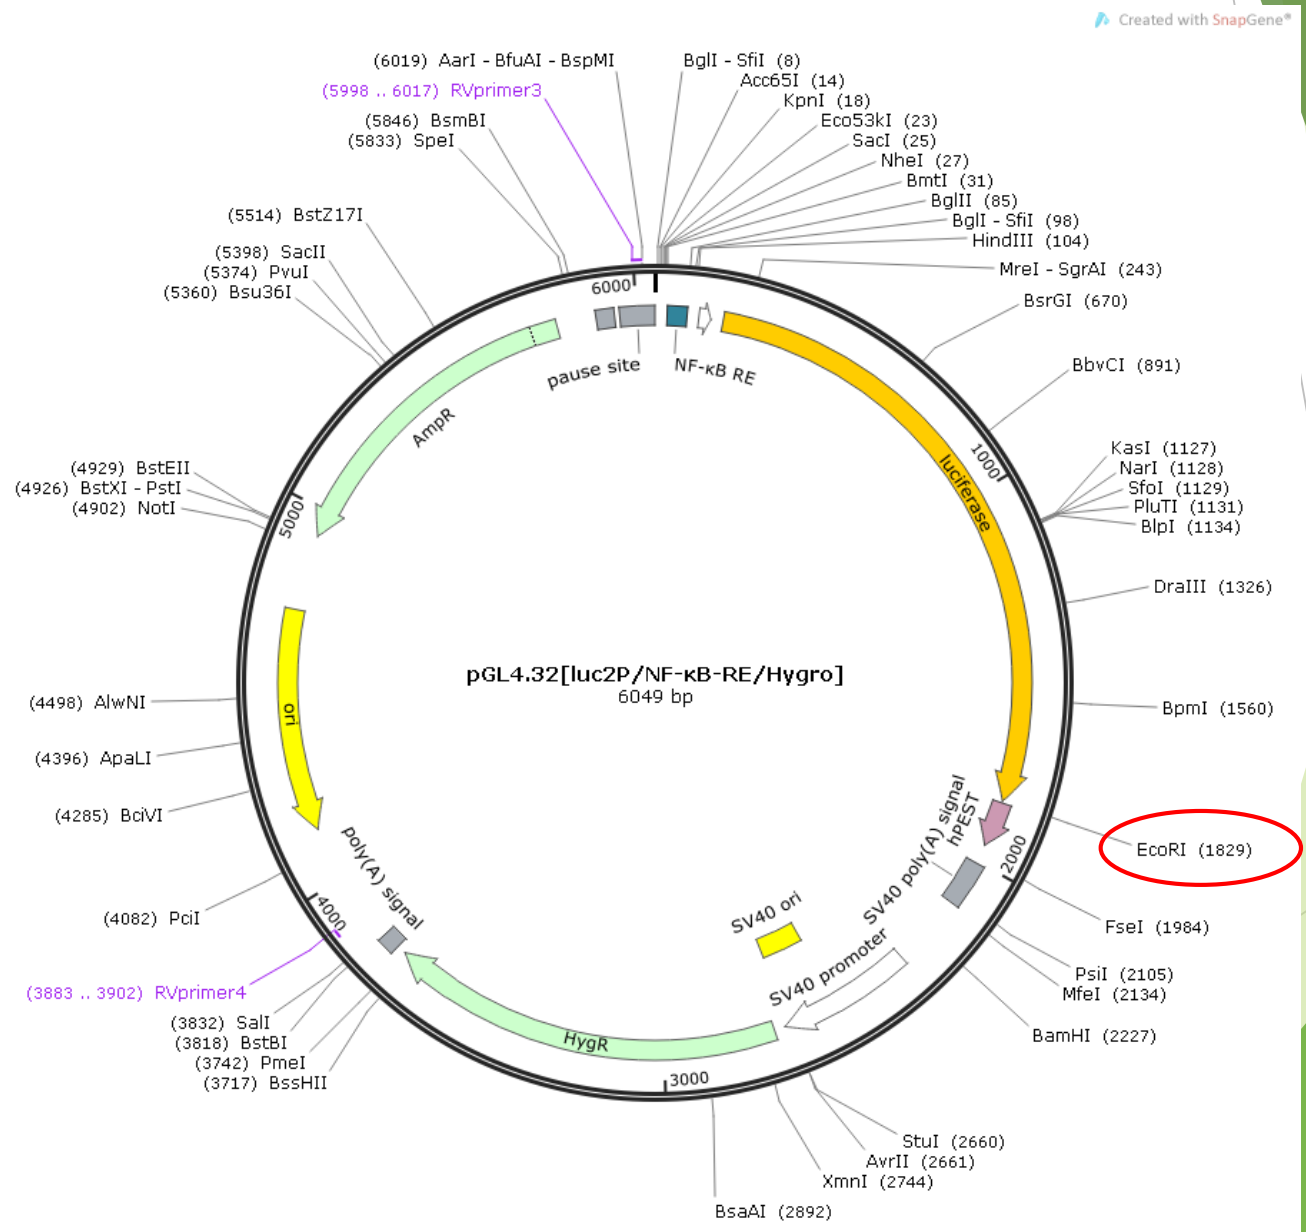 Created with SnapGene®
(6019) AarI - BfuAI - BspMI
(5998 .. 6017) RVprimer3
(5846) BsmBI
(5833) SpeI
(5514) BstZ17I
(5398) SacII
(5374) PvuI
(5360) Bsu36I
(4929) BstEII
(4926) BstXI - PstI
(4902) NotI
(4498) AlwNI
(4396) ApaLI
(4285) BciVI
(4082) PciI
(3883 .. 3902) RVprimer4
(3832) SalI
(3818) BstBI
(3742) PmeI
(3717) BssHII
BglI - SfiI (8)
Acc65I (14)
KpnI (18)
Eco53kI (23)
SacI (25)
NheI (27)
BmtI (31)
BglII (85)
BglI - SfiI (98)
HindIII (104)
MreI - SgrAI (243)
BsrGI (670)
BbvCI (891)
KasI (1127)
NarI (1128)
SfoI (1129)
PluTI (1131)
BlpI (1134)
DraIII (1326)
BpmI (1560)
EcoRI (1829)
FseI (1984)
PsiI (2105)
MfeI (2134)
BamHI (2227)
StuI (2660)
AvrII (2661)
XmnI (2744)
BsaAI (2892)
6000
1000
2000
3000
4000
5000
pause site
NF-κB RE
luciferase
hPEST
SV40 poly(A) signal
SV40 ori
SV40 promoter
HygR
poly(A) signal
ori
AmpR
pGL4.32[luc2P/NF-κB-RE/Hygro]
6049 bp